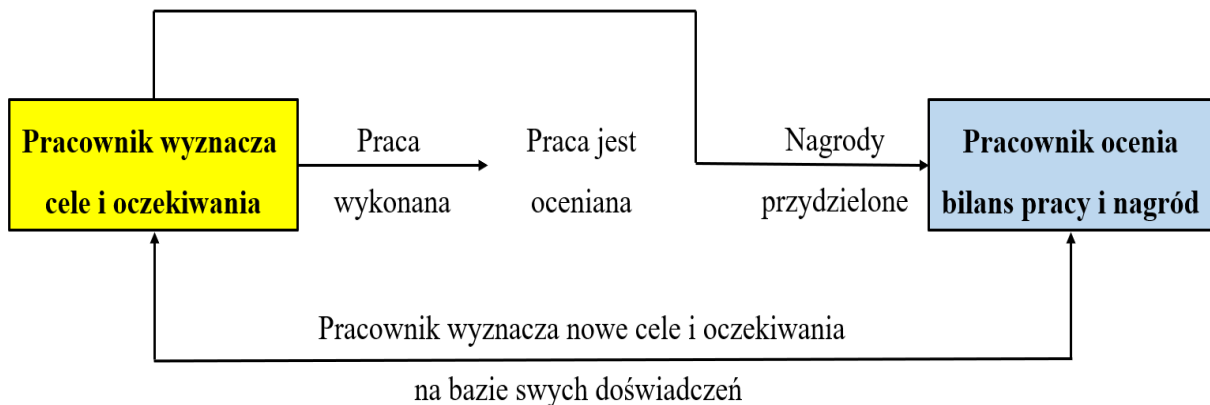 Pracownik wyznacza
cele i oczekiwania
Praca
wykonana
Praca jest
oceniana
Nagrody
przydzielone
Pracownik ocenia
bilans pracy i nagród
Pracownik wyznacza nowe cele i oczekiwania
na bazie swych doświadczeń